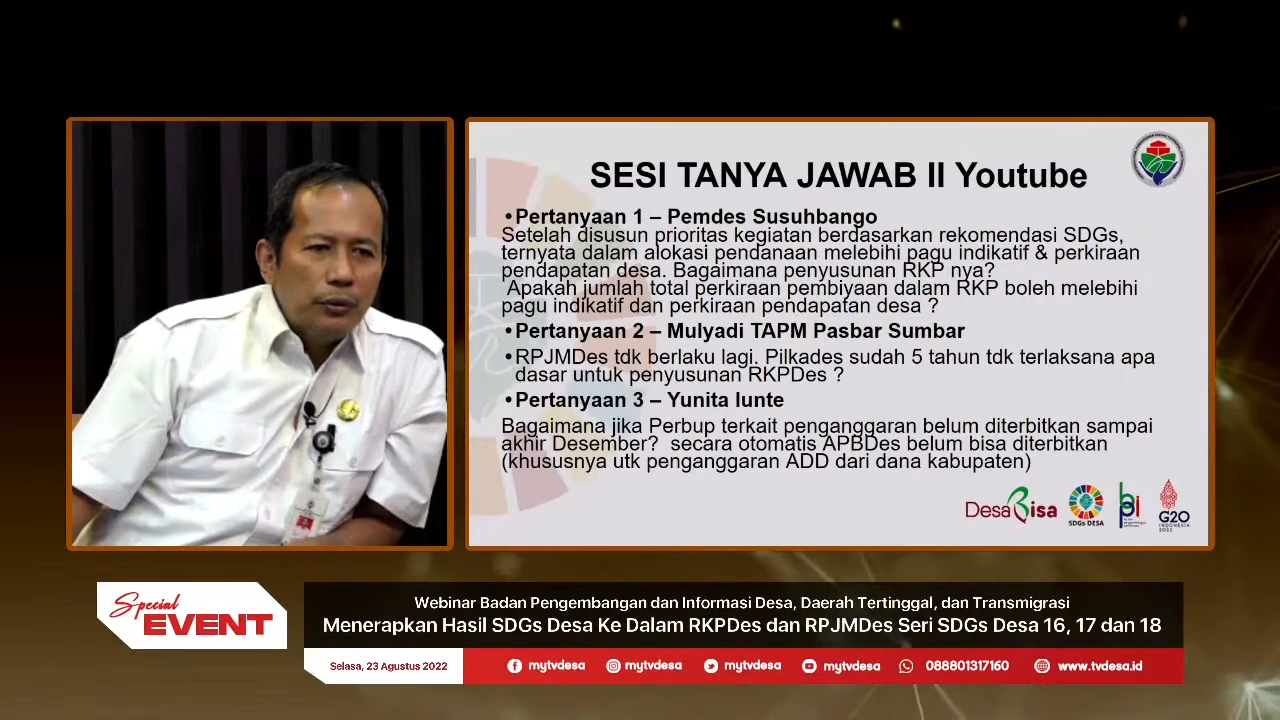 SESI TANYA JAWAB II Youtube
•Pertanyaan 1 – Pemdes Susuhbango
Setelah disusun prioritas kegiatan berdasarkan rekomendasi SDGs,
ternyata dalam alokasi pendanaan melebihi pagu indikatif & perkiraan
pendapatan desa. Bagaimana penyusunan RKP nya?
Apakah jumlah total perkiraan pembiyaan dalam RKP boleh melebihi
pagu indikatif dan perkiraan pendapatan desa ?
•Pertanyaan 2 – Mulyadi TAPM Pasbar Sumbar
•RPJMDes tdk berlaku lagi. Pilkades sudah 5 tahun tdk terlaksana apa
dasar untuk penyusunan RKPDes ?
•Pertanyaan 3 – Yunita lunte
Bagaimana jika Perbup terkait penganggaran belum diterbitkan sampai
akhir Desember? secara otomatis APBDes belum bisa diterbitkan
(khususnya utk penganggaran ADD dari dana kabupaten)
Desa Bisa
SDGs DESA
bpi
G20
INDONESIA
2022
Special
EVENT
Webinar Badan Pengembangan dan Informasi Desa, Daerah Tertinggal, dan Transmigrasi
Menerapkan Hasil SDGs Desa Ke Dalam RKPDes dan RPJMDes Seri SDGs Desa 16, 17 dan 18
Selasa, 23 Agustus 2022
mytvdesa
mytvdesa
mytvdesa
mytvdesa
088801317160
www.tvdesa.id